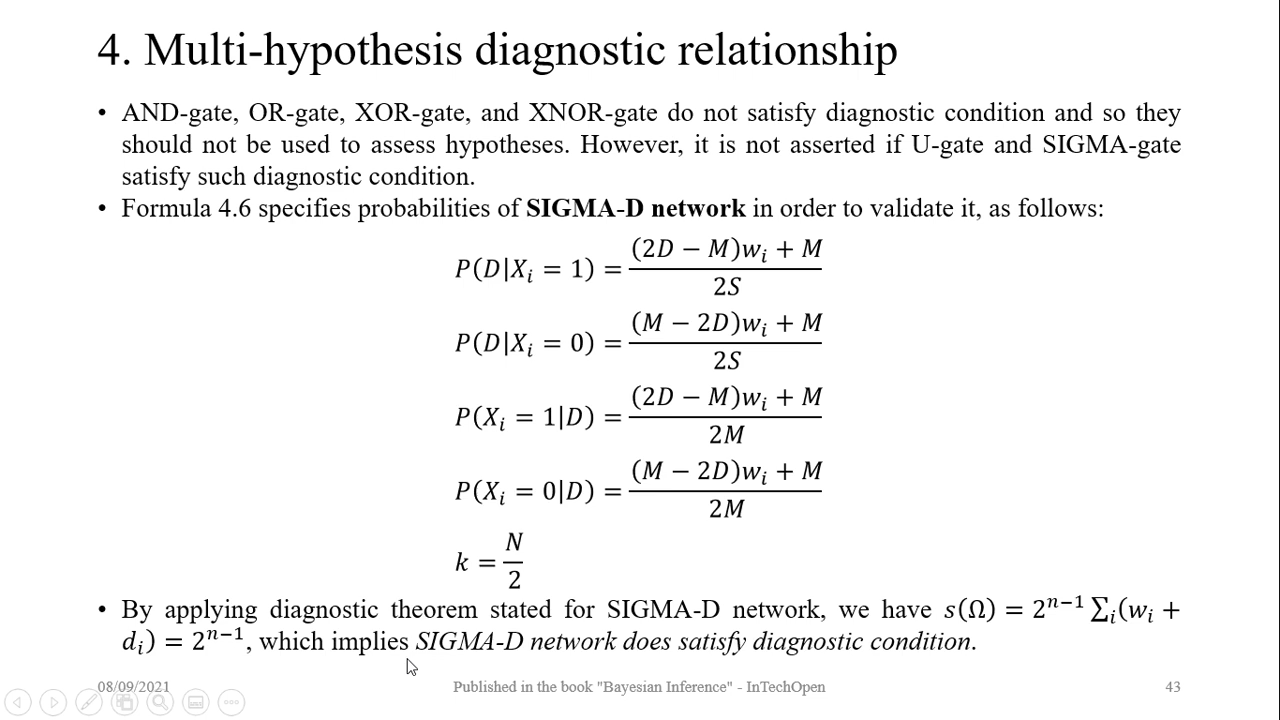 4. Multi-hypothesis diagnostic relationship
• AND-gate, OR-gate, XOR-gate, and XNOR-gate do not satisfy diagnostic condition and so they
should not be used to assess hypotheses. However, it is not asserted if U-gate and SIGMA-gate
satisfy such diagnostic condition.
• Formula 4.6 specifies probabilities of SIGMA-D network in order to validate it, as follows:
P(D|Xᵢ = 1) = ((2D − M)wᵢ + M) / 2S
P(D|Xᵢ = 0) = ((M − 2D)wᵢ + M) / 2S
P(Xᵢ = 1|D) = ((2D − M)wᵢ + M) / 2M
P(Xᵢ = 0|D) = ((M − 2D)wᵢ + M) / 2M
k = N / 2
• By applying diagnostic theorem stated for SIGMA-D network, we have s(Ω) = 2ⁿ⁻¹ ∑ᵢ(wᵢ +
dᵢ) = 2ⁿ⁻¹, which implies SIGMA-D network does satisfy diagnostic condition.
08/09/2021 Published in the book "Bayesian Inference" - InTechOpen 43